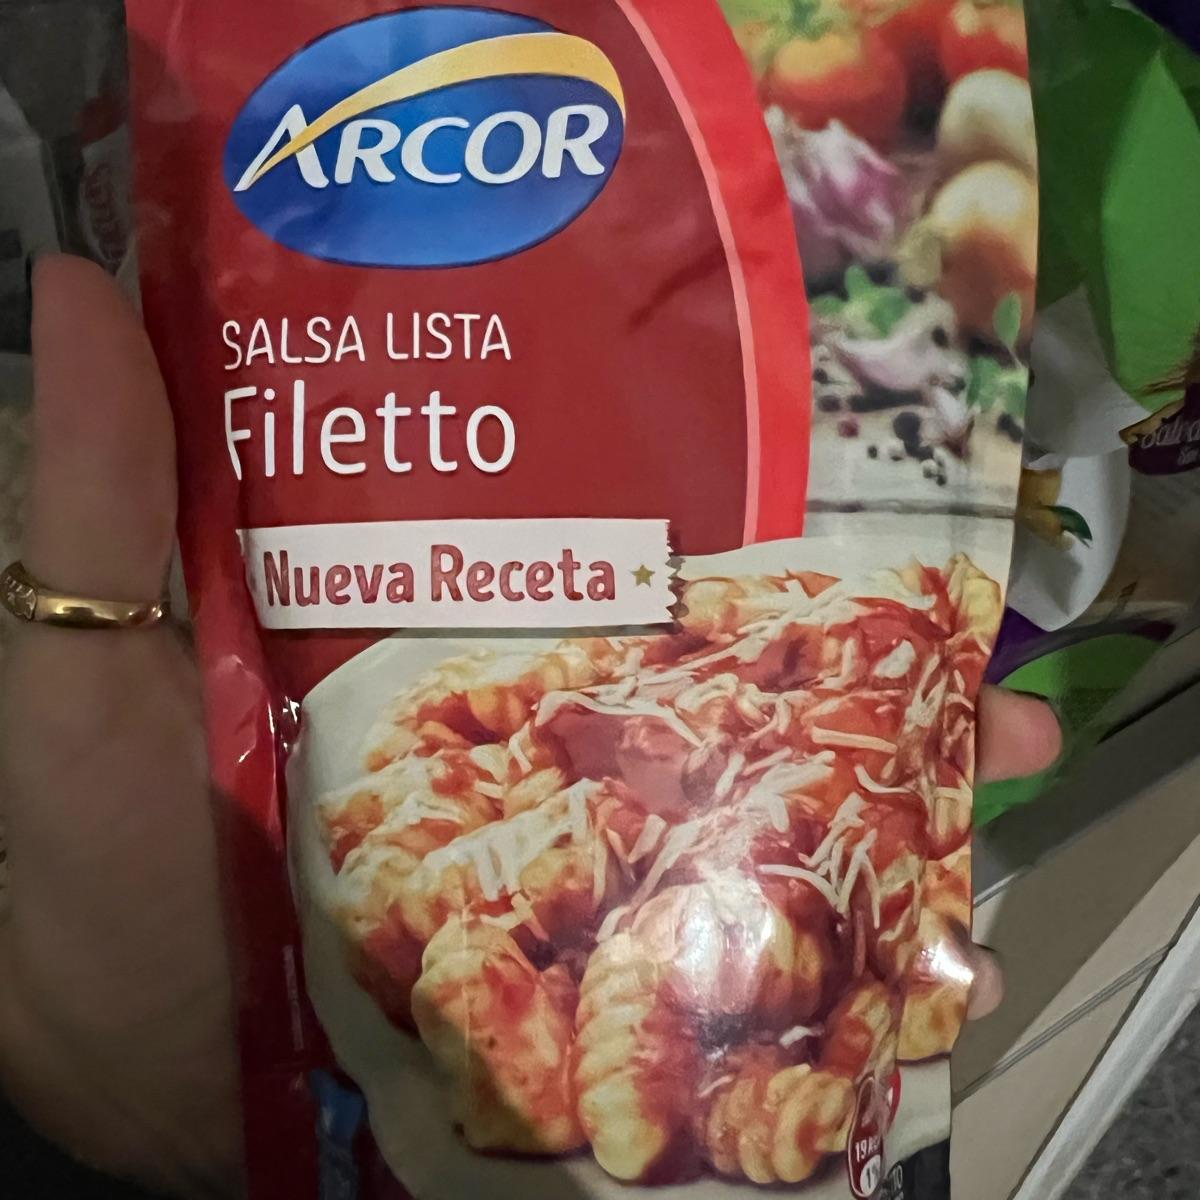 ARCOR
SALSA LISTA
Filetto
Nueva Receta